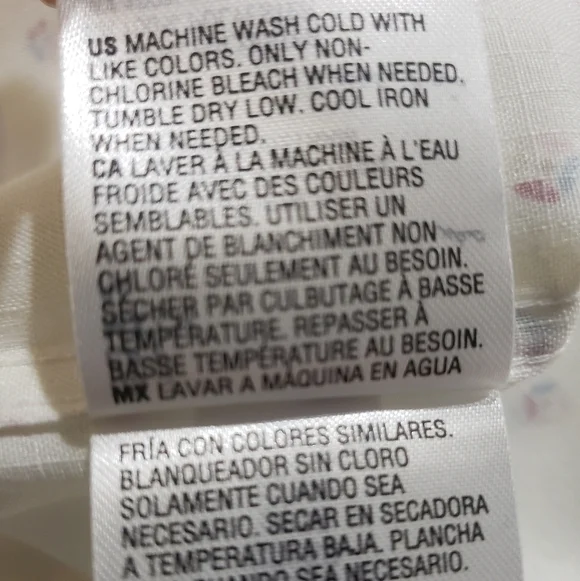 US MACHINE WASH COLD WITH
LIKE COLORS. ONLY NON-
CHLORINE BLEACH WHEN NEEDED.
TUMBLE DRY LOW. COOL IRON
WHEN NEEDED.
CA LAVER À LA MACHINE À L'EAU
FROIDE AVEC DES COULEURS
SEMBLABLES. UTILISER UN
AGENT DE BLANCHIMENT NON
CHLORÉ SEULEMENT AU BESOIN.
SÉCHER PAR CULBUTAGE À BASSE
TEMPÉRATURE. REPASSER À
BASSE TEMPÉRATURE AU BESOIN.
MX LAVAR A MÁQUINA EN AGUA
FRÍA CON COLORES SIMILARES.
BLANQUEADOR SIN CLORO
SOLAMENTE CUANDO SEA
NECESARIO. SECAR EN SECADORA
A TEMPERATURA BAJA. PLANCHA
CUANDO SEA NECESARIO.